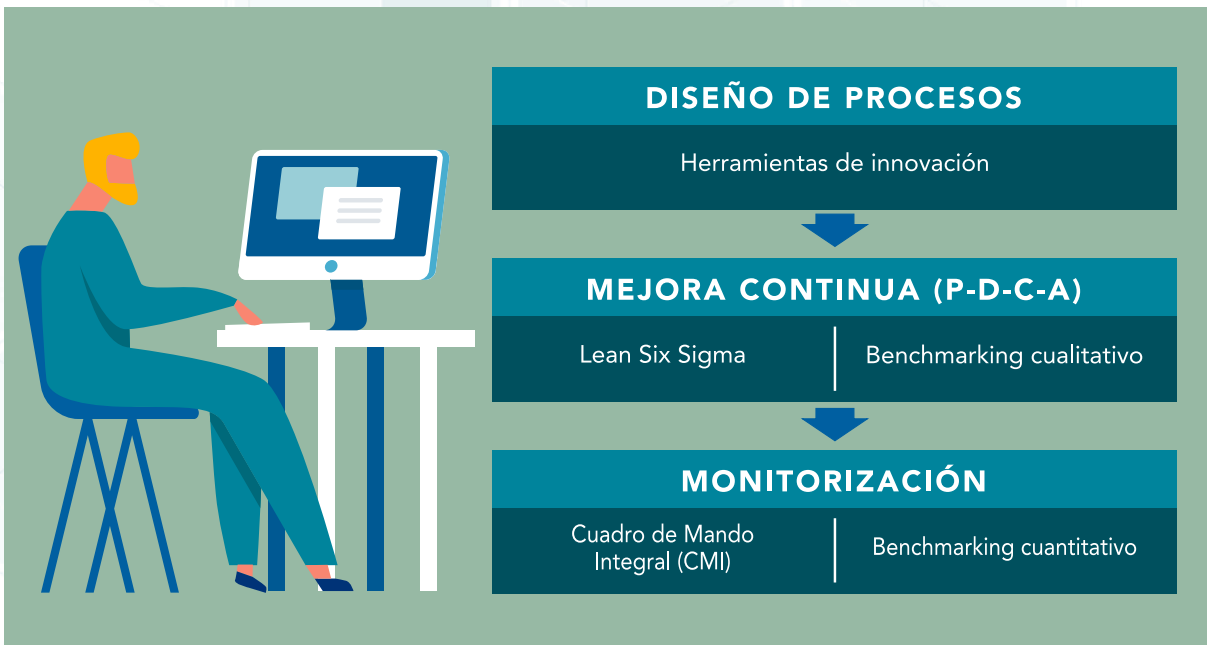 DISEÑO DE PROCESOS
Herramientas de innovación
MEJORA CONTINUA (P-D-C-A)
Lean Six Sigma
Benchmarking cualitativo
MONITORIZACIÓN
Cuadro de Mando
Integral (CMI)
Benchmarking cuantitativo